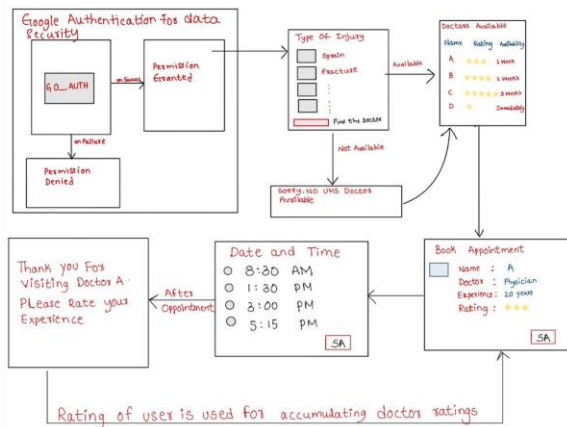 Google Authentication for data
Security
GO_AUTH
on Success
Permission
Granted
on Failure
Permission
Denied
Type Of Injury
Sprain
Fracture
Find the Doctor
Available
Not Available
Sorry, NO UHS Doctor
Available
Doctors Available
Name Rating Availability
A 1 Week
B 2 Weeks
C 3 Weeks
D Immediately
Book Appointment
Name : A
Doctor : Physician
Experience : 20 years
Rating :
SA
Date and Time
8:30 AM
1:30 PM
3:00 PM
5:15 PM
SA
After
Appointment
Thank you For
Visiting Doctor A.
Please Rate your
Experience
Rating of user is used for accumulating doctor ratings